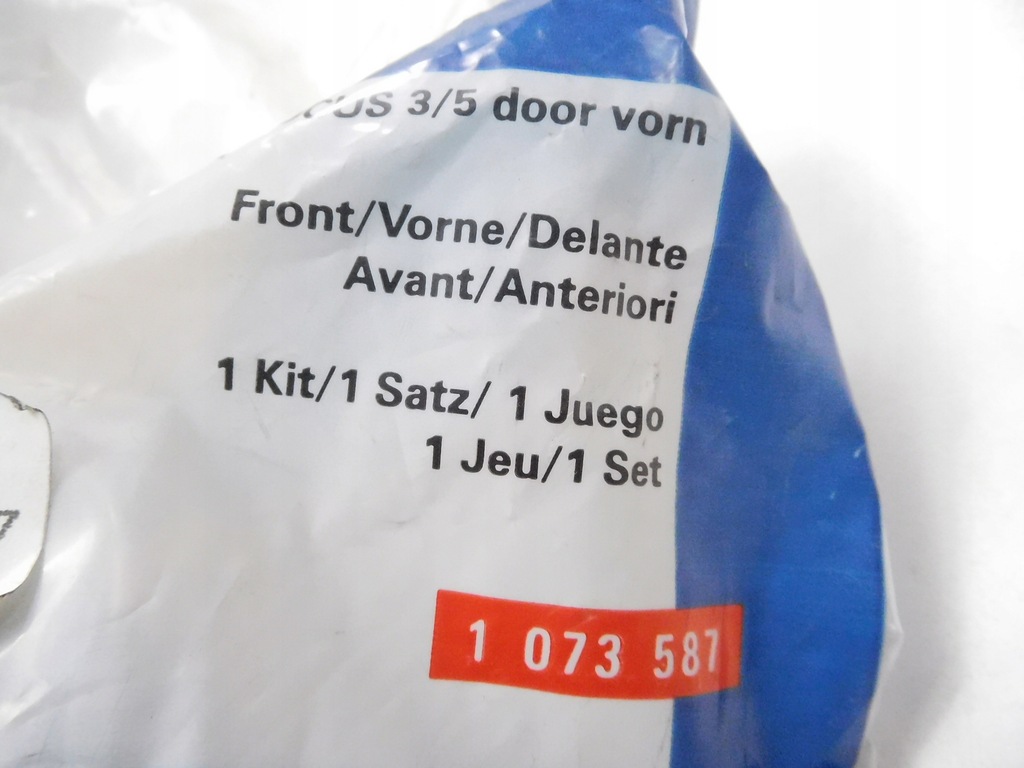 3/5 door vorn
Front/Vorne/Delante
Avant/Anteriori
1 Kit/1 Satz/ 1 Juego
1 Jeu/1 Set
1 073 587